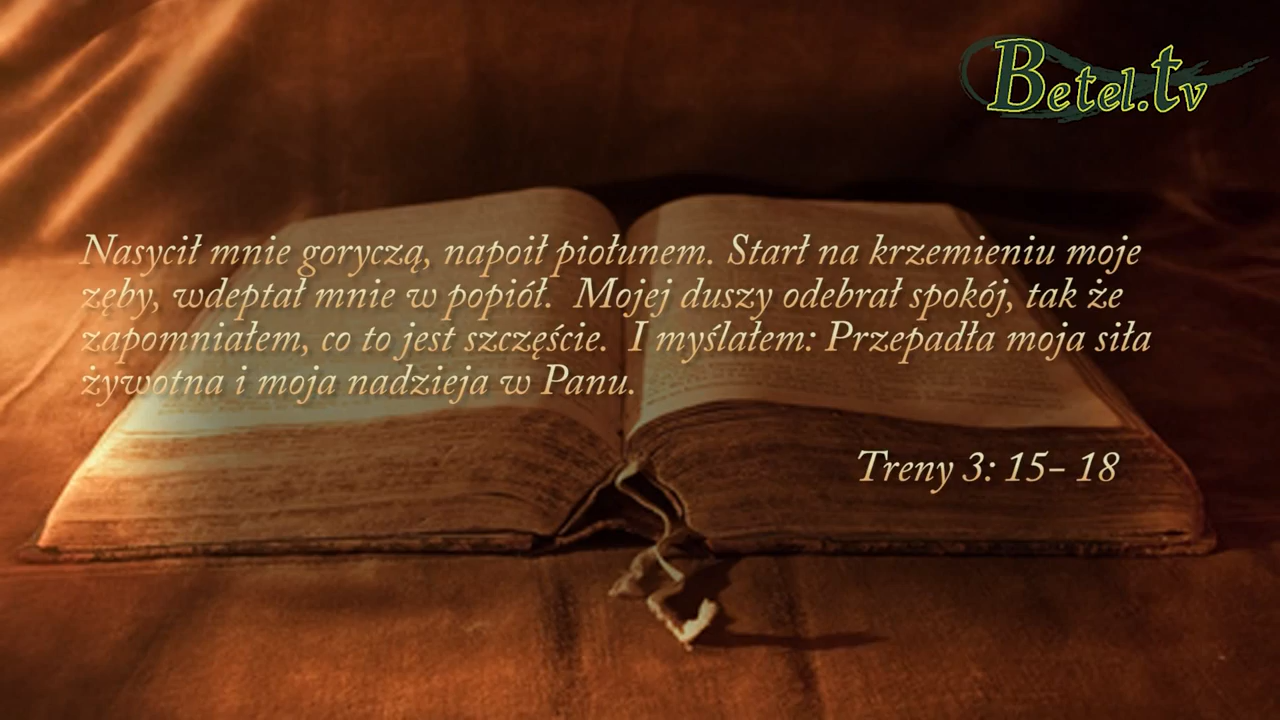 Betel.tv
Nasycił mnie goryczą, napoił piołunem. Starł na krzemieniu moje
zęby, wdeptał mnie w popiół. Mojej duszy odebrał spokój, tak że
zapomniałem, co to jest szczęście. I myślałem: Przepadła moja siła
żywotna i moja nadzieja w Panu.
Treny 3: 15– 18